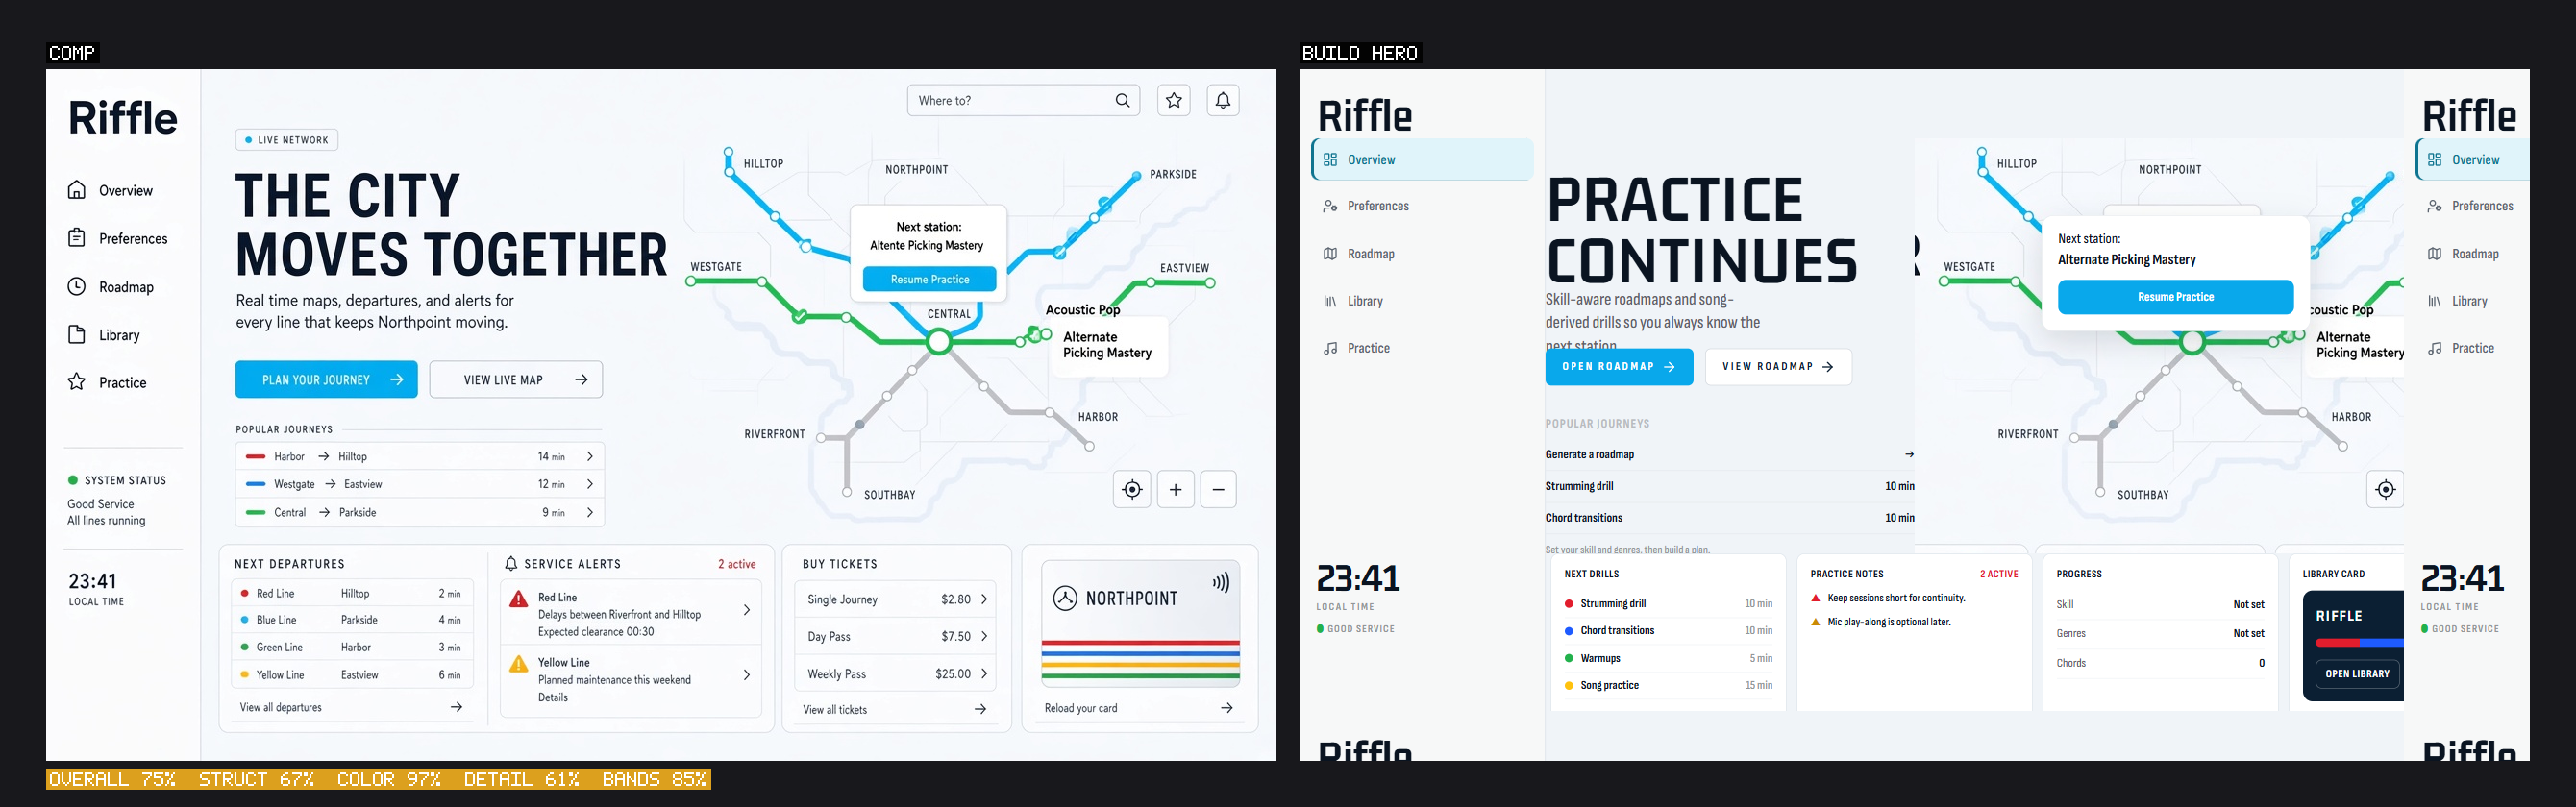 COMP
Riffle
Overview
Preferences
Roadmap
Library
Practice
SYSTEM STATUS
Good Service
All lines running
23:41
LOCAL TIME
Where to?
LIVE NETWORK
THE CITY
MOVES TOGETHER
Real time maps, departures, and alerts for
every line that keeps Northpoint moving.
PLAN YOUR JOURNEY
VIEW LIVE MAP
POPULAR JOURNEYS
Harbor → Hilltop 14 min
Westgate → Eastview 12 min
Central → Parkside 9 min
HILLTOP
NORTHPOINT
PARKSIDE
Next station:
Altente Picking Mastery
Resume Practice
WESTGATE
EASTVIEW
CENTRAL
Acoustic Pop
Alternate
Picking Mastery
HARBOR
RIVERFRONT
SOUTHBAY
NEXT DEPARTURES
Red Line Hilltop 2 min
Blue Line Parkside 4 min
Green Line Harbor 3 min
Yellow Line Eastview 6 min
View all departures
SERVICE ALERTS 2 active
Red Line
Delays between Riverfront and Hilltop
Expected clearance 00:30
Yellow Line
Planned maintenance this weekend
Details
BUY TICKETS
Single Journey $2.80
Day Pass $7.50
Weekly Pass $25.00
View all tickets
NORTHPOINT
Reload your card
OVERALL 75% STRUCT 67% COLOR 97% DETAIL 61% BANDS 85%
BUILD HERO
Riffle
Overview
Preferences
Roadmap
Library
Practice
23:41
LOCAL TIME
GOOD SERVICE
Riffle
PRACTICE
CONTINUES
Skill-aware roadmaps and song-
derived drills so you always know the
next station.
OPEN ROADMAP
VIEW ROADMAP
POPULAR JOURNEYS
Generate a roadmap
Strumming drill 10 min
Chord transitions 10 min
Set your skill and genres, then build a plan.
HILLTOP
NORTHPOINT
Next station:
Alternate Picking Mastery
Resume Practice
WESTGATE
coustic Pop
Alternate
Picking Mastery
HARBOR
RIVERFRONT
SOUTHBAY
NEXT DRILLS
Strumming drill 10 min
Chord transitions 10 min
Warmups 5 min
Song practice 15 min
PRACTICE NOTES 2 ACTIVE
Keep sessions short for continuity.
Mic play-along is optional later.
PROGRESS
Skill Not set
Genres Not set
Chords 0
LIBRARY CARD
RIFFLE
OPEN LIBRARY
Riffle
Overview
Preferences
Roadmap
Library
Practice
23:41
LOCAL TIME
GOOD SERVICE
Riffle